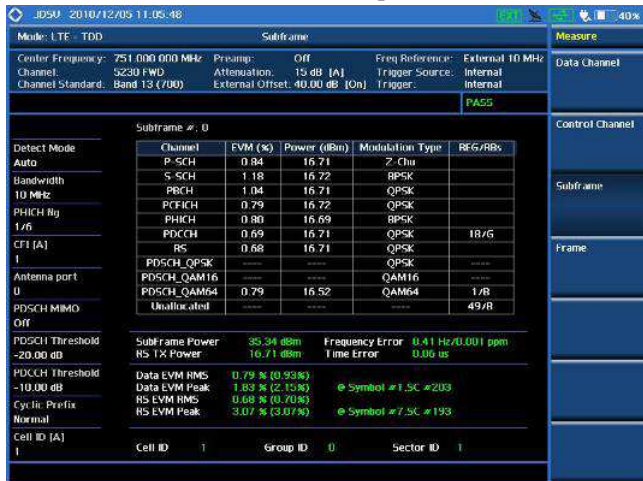 JDSU 2010/12/05 11:05:48 EXT 40%
Mode: LTE - TDD Subframe Measure
Center Frequency: 751.000 000 MHz Preamp: Off Freq Reference: External 10 MHz
Channel: 5230 FWD Attenuation: 15 dB [A] Trigger Source: Internal
Channel Standard: Band 13 (700) External Offset: 40.00 dB [On] Trigger: Internal
PASS
Data Channel
Control Channel
Subframe
Frame
Detect Mode
Auto
Bandwidth
10 MHz
PHICH Ng
1/6
CFI [A]
1
Antenna port
0
PDSCH MIMO
Off
PDSCH Threshold
-20.00 dB
PDCCH Threshold
-10.00 dB
Cyclic Prefix
Normal
Cell ID [A]
1
Subframe #: 0
Channel EVM (%) Power (dBm) Modulation Type REG/RBs
P-SCH 0.84 16.71 Z-Chu
S-SCH 1.18 16.72 BPSK
PBCH 1.04 16.71 QPSK
PCFICH 0.79 16.72 QPSK
PHICH 0.80 16.69 BPSK
PDCCH 0.69 16.71 QPSK 18/G
RS 0.68 16.71 QPSK
PDSCH_QPSK ---- ---- QPSK ----
PDSCH_QAM16 ---- ---- QAM16 ----
PDSCH_QAM64 0.79 16.52 QAM64 1/R
Unallocated ---- ---- ---- 49/R
SubFrame Power 35.34 dBm Frequency Error 0.41 Hz/0.001 ppm
RS TX Power 16.71 dBm Time Error 0.06 us
Data EVM RMS 0.79 % (0.93%)
Data EVM Peak 1.83 % (2.15%) @ Symbol #1,SC #203
RS EVM RMS 0.68 % (0.70%)
RS EVM Peak 3.07 % (3.07%) @ Symbol #7,SC #193
Cell ID 1 Group ID 0 Sector ID 1